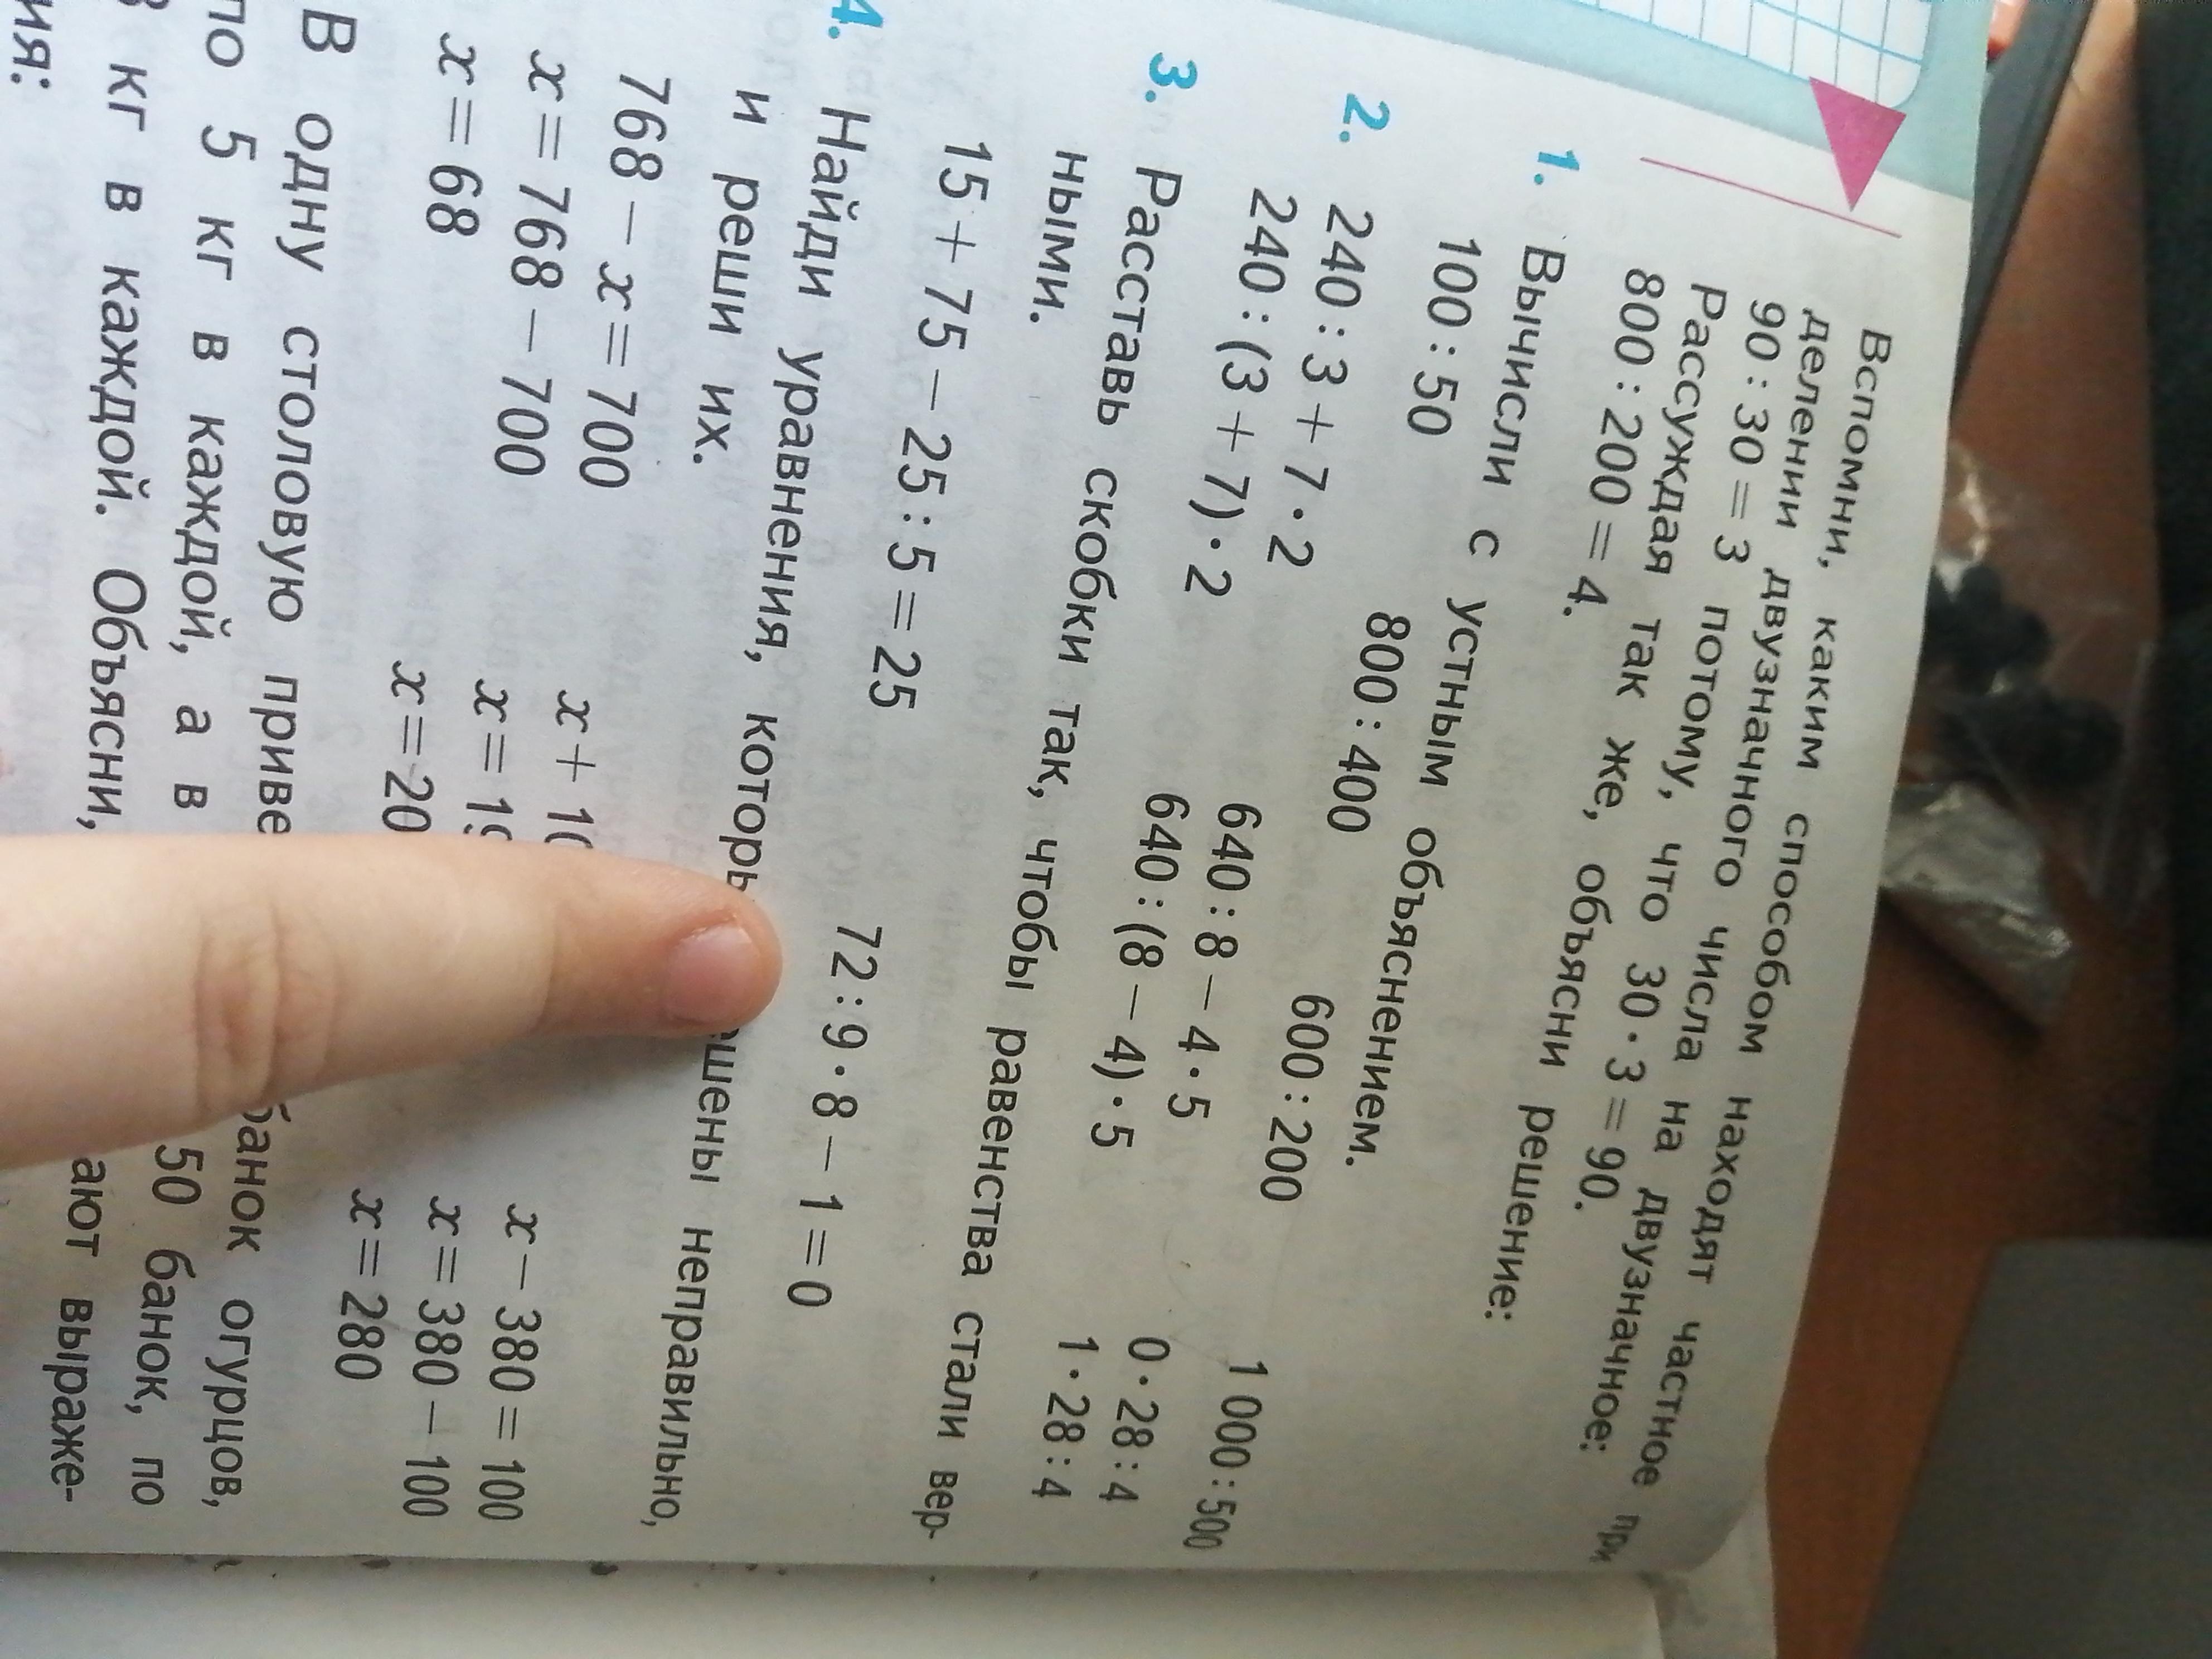 Вспомни, каким способом находят частное при
делении двузначного числа на двузначное:
90 : 30 = 3 потому, что 30 · 3 = 90.
Рассуждая так же, объясни решение:
800 : 200 = 4.
1. Вычисли с устным объяснением.
100 : 50 800 : 400 600 : 200 1 000 : 500
2. 240 : 3 + 7 · 2 640 : 8 − 4 · 5 0 · 28 : 4
240 : (3 + 7) · 2 640 : (8 − 4) · 5 1 · 28 : 4
3. Расставь скобки так, чтобы равенства стали вер-
ными.
15 + 75 − 25 : 5 = 25 72 : 9 · 8 − 1 = 0
4. Найди уравнения, неправильно,
и реши их.
768 − x = 700 x + x − 380 = 100
x = 768 − 700 x = x = 380 − 100
x = 68 x = 20 x = 280
В одну столовую банок огурцов,
по 5 кг в каждой, а в 50 банок, по
кг в каждой. Объясни, выраже-
ния: